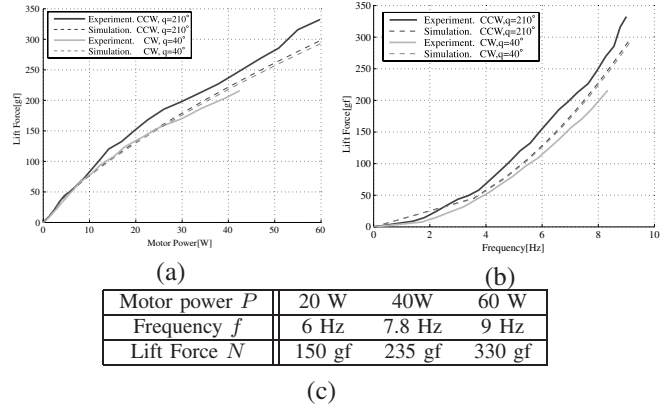 350
300
250
200
150
100
50
0
Lift Force[gf]
Experiment. CCW, q=210°
Simulation. CCW, q=210°
Experiment. CW, q=40°
Simulation. CW, q=40°
0 10 20 30 40 50 60
Motor Power[W]
(a)
350
300
250
200
150
100
50
0
Lift Force[gf]
Experiment. CCW,q=210°
Simulation. CCW,q=210°
Experiment. CW,q=40°
Simulation. CW,q=40°
0 2 4 6 8 10
Frequency[Hz]
(b)
Motor power P 20 W 40W 60 W
Frequency f 6 Hz 7.8 Hz 9 Hz
Lift Force N 150 gf 235 gf 330 gf
(c)